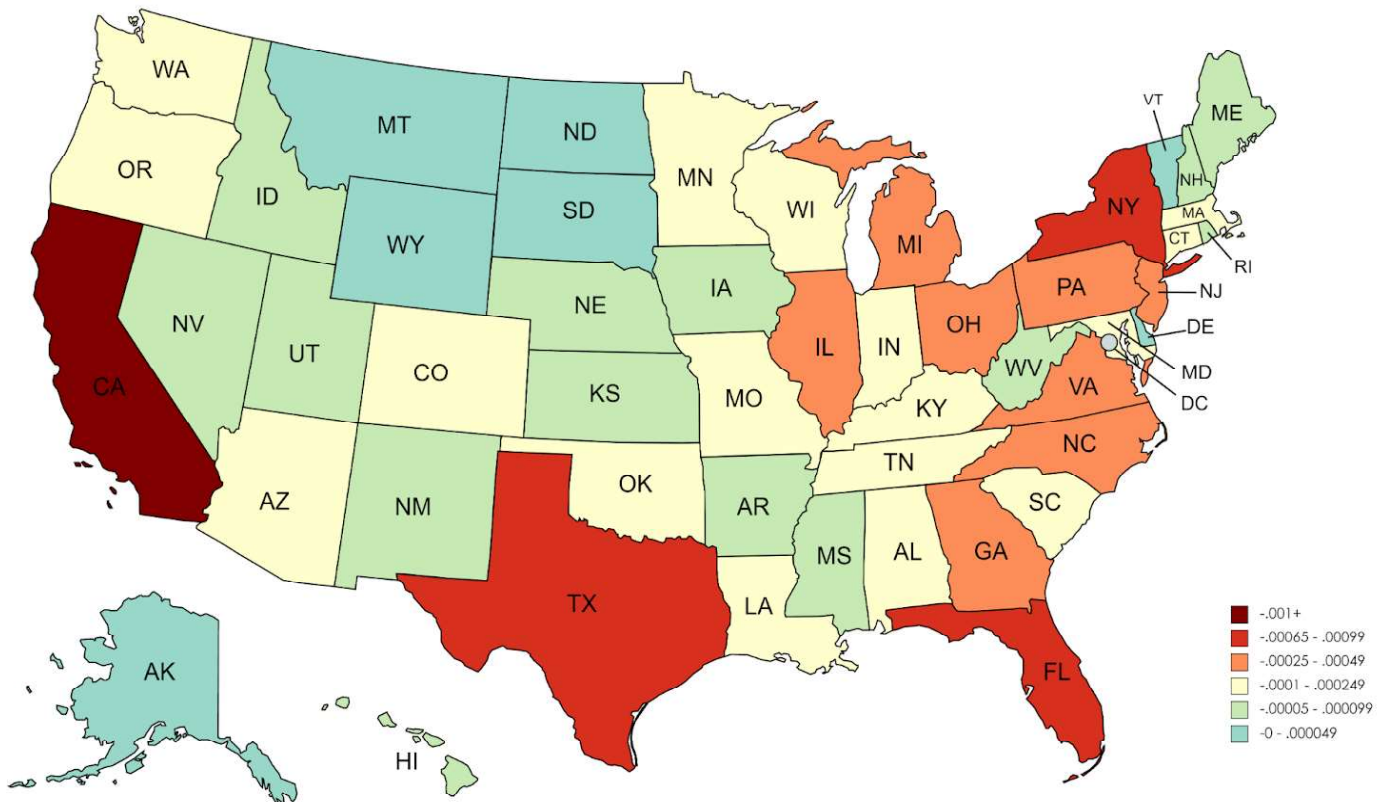 WA
MT
ND
MN
OR
ID
WY
SD
WI
MI
VT
ME
NH
NY
MA
CT
RI
NV
UT
CO
NE
IA
KS
MO
IL
IN
OH
PA
NJ
DE
MD
DC
WV
VA
KY
CA
AZ
NM
OK
AR
TN
NC
SC
TX
LA
MS
AL
GA
FL
AK
HI
-.001+
-.00065 - .00099
-.00025 - .00049
-.0001 - .000249
-.00005 - .000099
-0 - .000049